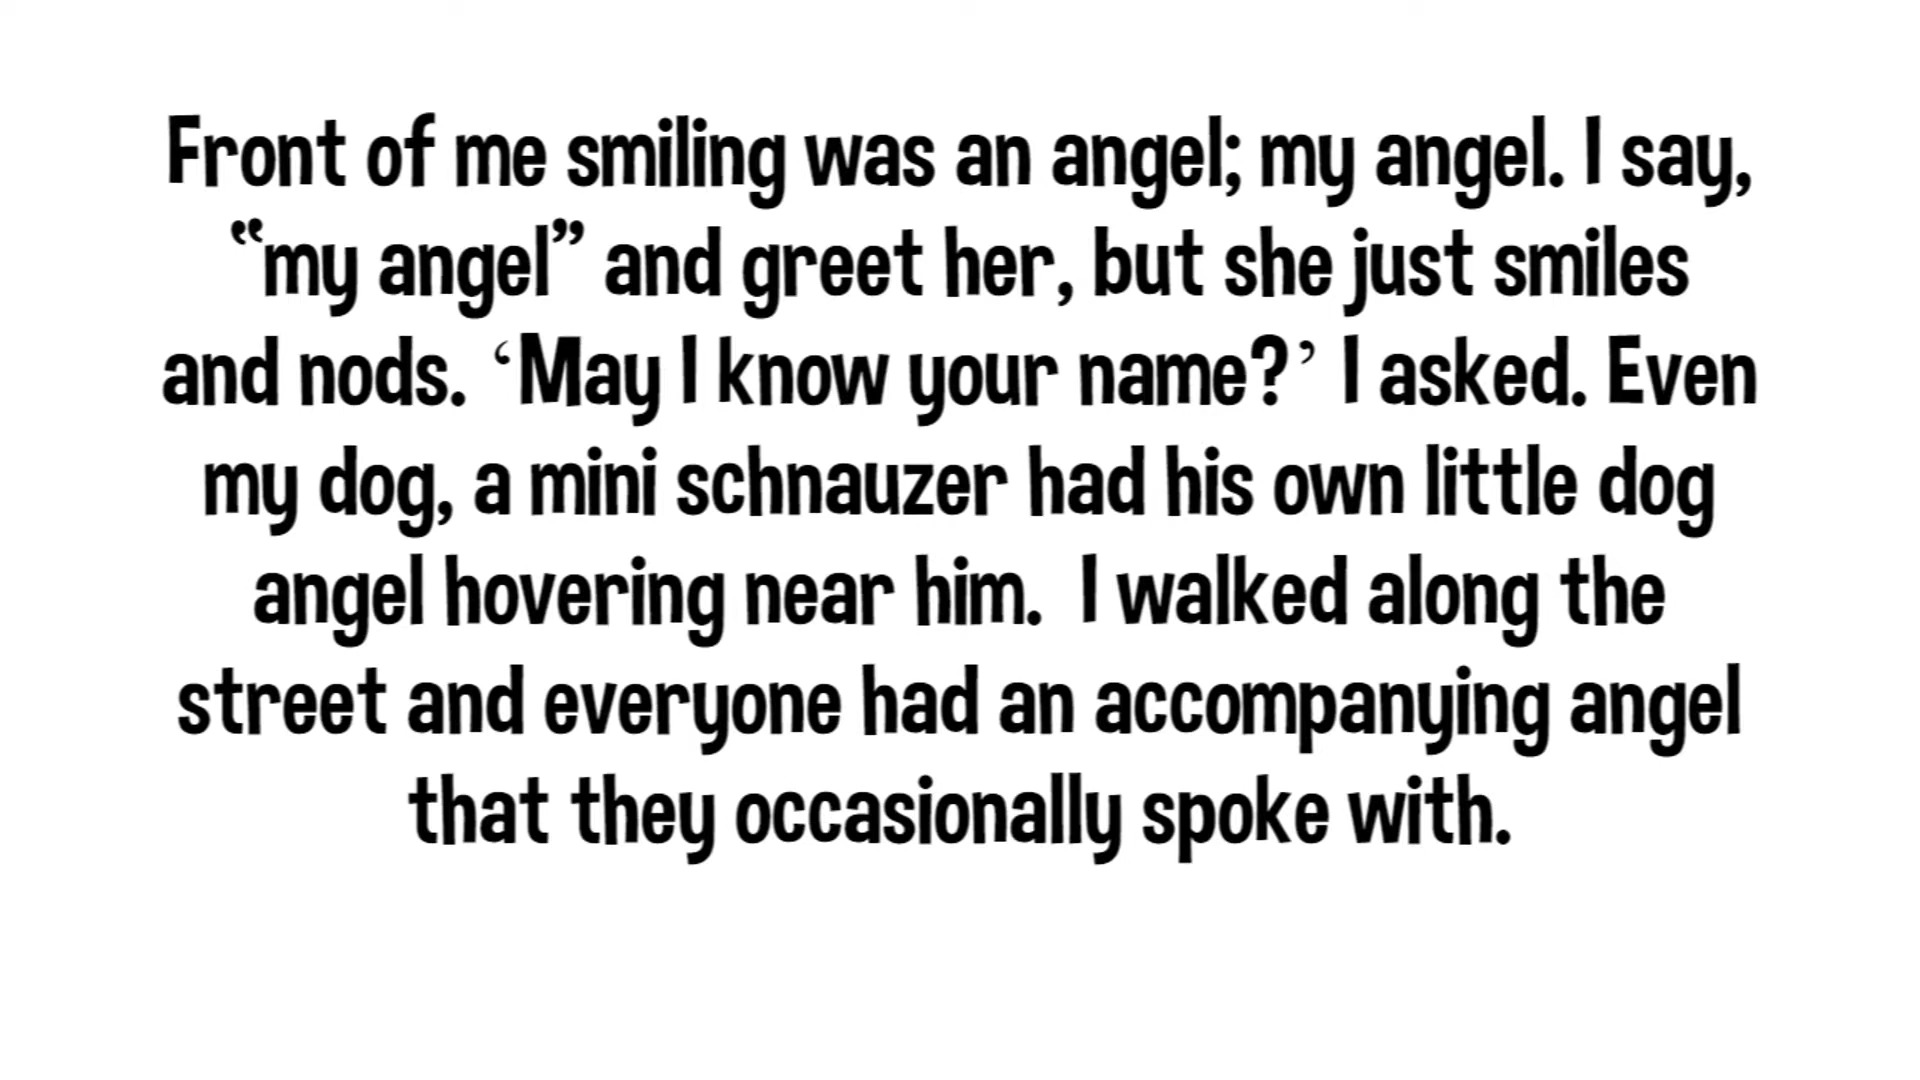 Front of me smiling was an angel; my angel. I say,
“my angel” and greet her, but she just smiles
and nods. ‘May I know your name?’ I asked. Even
my dog, a mini schnauzer had his own little dog
angel hovering near him.  I walked along the
street and everyone had an accompanying angel
that they occasionally spoke with.